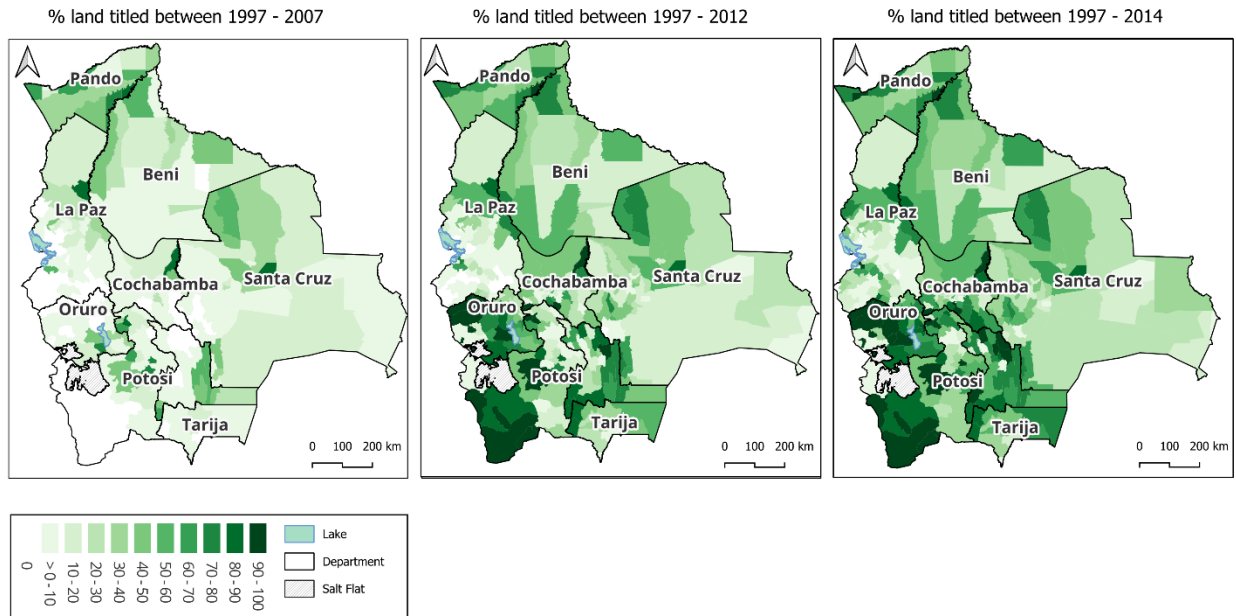 % land titled between 1997 - 2007
% land titled between 1997 - 2012
% land titled between 1997 - 2014
Pando
Beni
La Paz
Cochabamba
Santa Cruz
Oruro
Potosi
Tarija
0 100 200 km
Pando
Beni
La Paz
Cochabamba
Santa Cruz
Oruro
Potosi
Tarija
0 100 200 km
Pando
Beni
La Paz
Cochabamba
Santa Cruz
Oruro
Potosi
Tarija
0 100 200 km
0
> 0 - 10
10 - 20
20 - 30
30 - 40
40 - 50
50 - 60
60 - 70
70 - 80
80 - 90
90 - 100
Lake
Department
Salt Flat